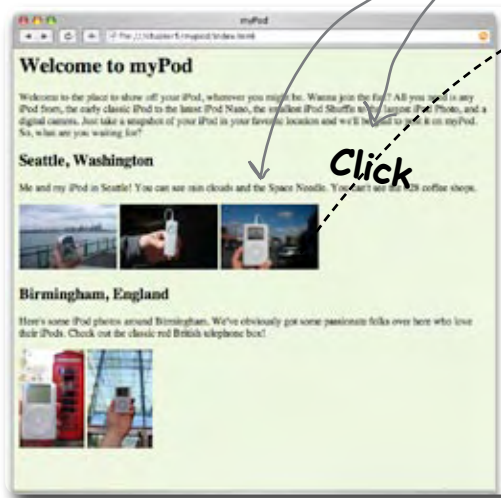 myPod
Welcome to myPod
Welcome to the place to show off your iPod, wherever you might be. Wanna join the fun? All you need is any
iPod from, the early classic iPod to the latest iPod Nano, the smallest iPod Shuffle to the largest iPod Photo, and a
digital camera. Just take a snapshot of your iPod in your favorite location and we'll be glad to post it on myPod.
So, what are you waiting for?
Seattle, Washington
Me and my iPod in Seattle! You can see rain clouds and the Space Needle. You can't see the 628 coffee shops.
Click
Birmingham, England
Here's some iPod photos around Birmingham. We've obviously got some passionate folks over here who love
their iPods. Check out the classic red British telephone box!